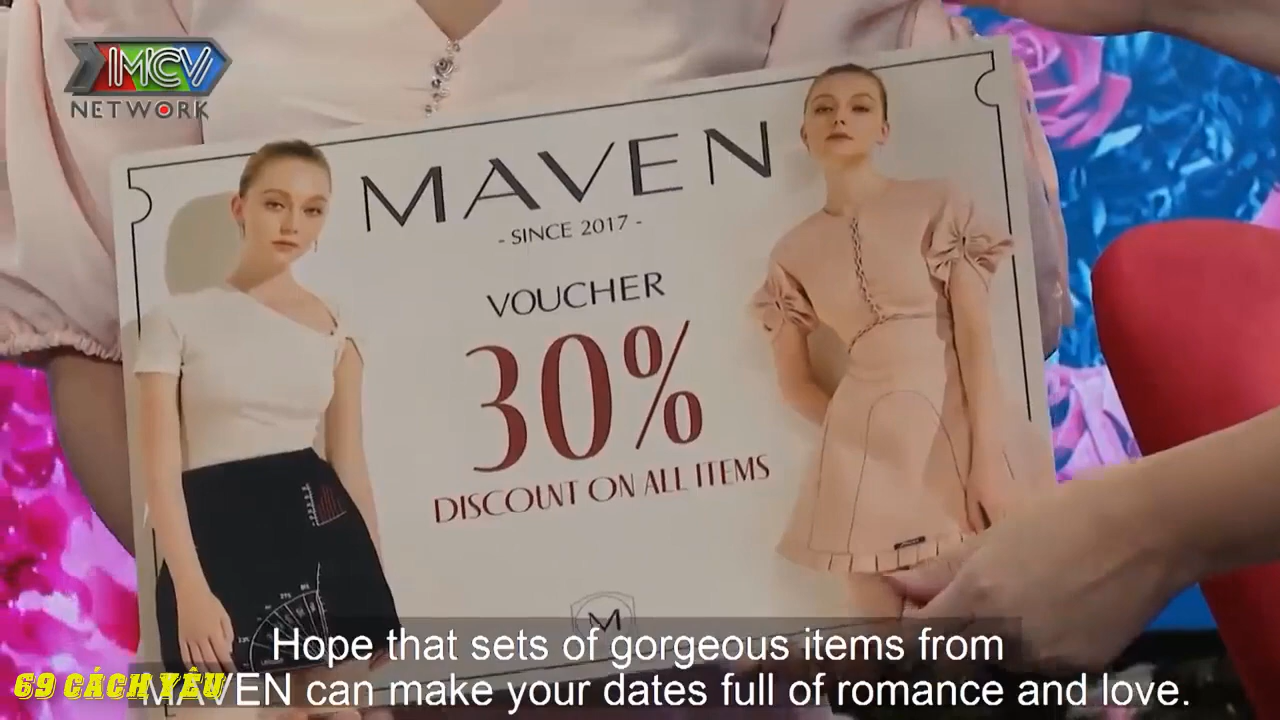 MCV
NETWORK
MAVEN
- SINCE 2017 -
VOUCHER
30%
DISCOUNT ON ALL ITEMS
M
Hope that sets of gorgeous items from
MAVEN can make your dates full of romance and love.
69 CÁCH YÊU